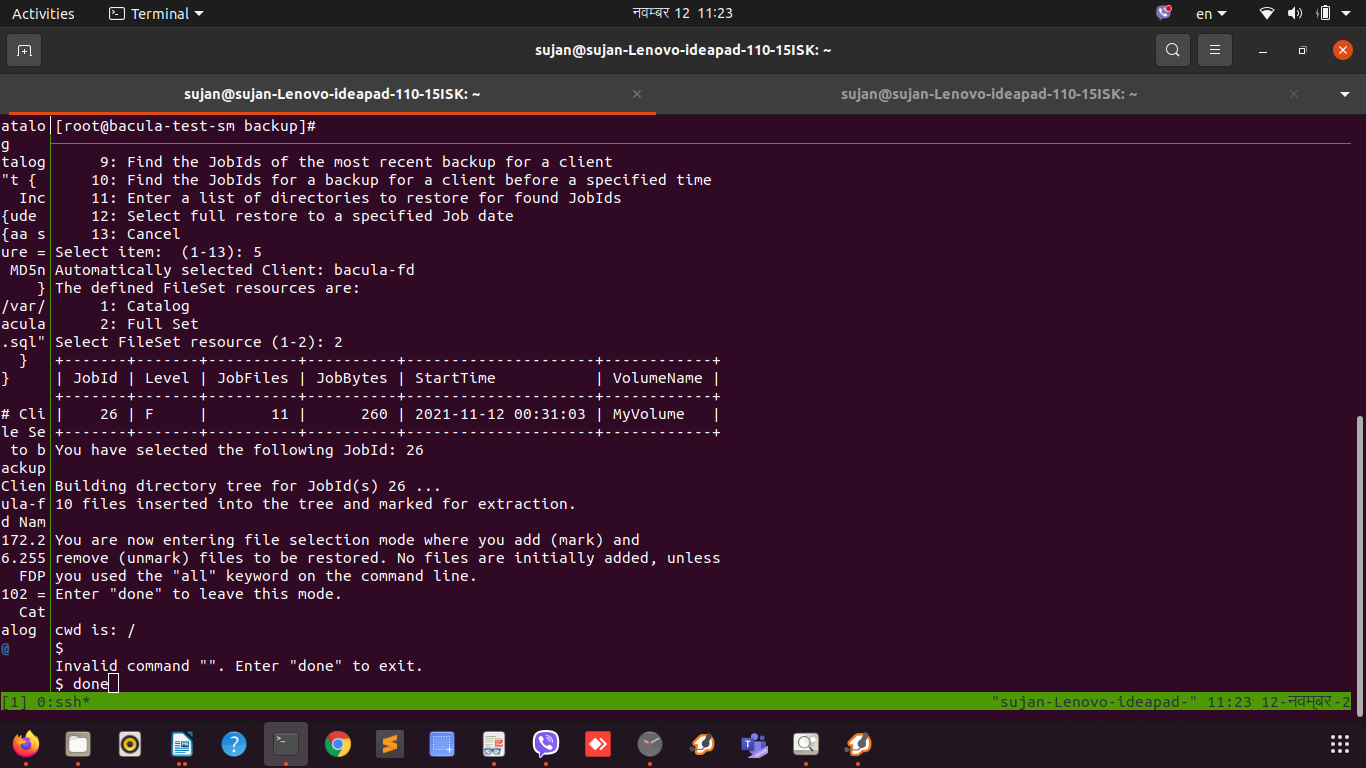 Activities
Terminal
नवम्बर 12 11:23
en
sujan@sujan-Lenovo-ideapad-110-15ISK: ~
sujan@sujan-Lenovo-ideapad-110-15ISK: ~
sujan@sujan-Lenovo-ideapad-110-15ISK: ~
atalo [root@bacula-test-sm backup]#
g
talog      9: Find the JobIds of the most recent backup for a client
"t {      10: Find the JobIds for a backup for a client before a specified time
  Inc     11: Enter a list of directories to restore for found JobIds
{ude      12: Select full restore to a specified Job date
{aa s     13: Cancel
ure = Select item:  (1-13): 5
 MD5n Automatically selected Client: bacula-fd
    } The defined FileSet resources are:
/var/      1: Catalog
acula      2: Full Set
.sql" Select FileSet resource (1-2): 2
  }   +-------+-------+----------+----------+---------------------+------------+
}     | JobId | Level | JobFiles | JobBytes | StartTime           | VolumeName |
      +-------+-------+----------+----------+---------------------+------------+
# Cli |    26 | F     |       11 |      260 | 2021-11-12 00:31:03 | MyVolume   |
le Se +-------+-------+----------+----------+---------------------+------------+
 to b You have selected the following JobId: 26
ackup
Clien Building directory tree for JobId(s) 26 ...
ula-f 10 files inserted into the tree and marked for extraction.
d Nam
172.2 You are now entering file selection mode where you add (mark) and
6.255 remove (unmark) files to be restored. No files are initially added, unless
  FDP you used the "all" keyword on the command line.
102 = Enter "done" to leave this mode.
  Cat
alog  cwd is: /
@     $
      Invalid command "". Enter "done" to exit.
      $ done
[1] 0:ssh* "sujan-Lenovo-ideapad-" 11:23 12-नवम्बर-2